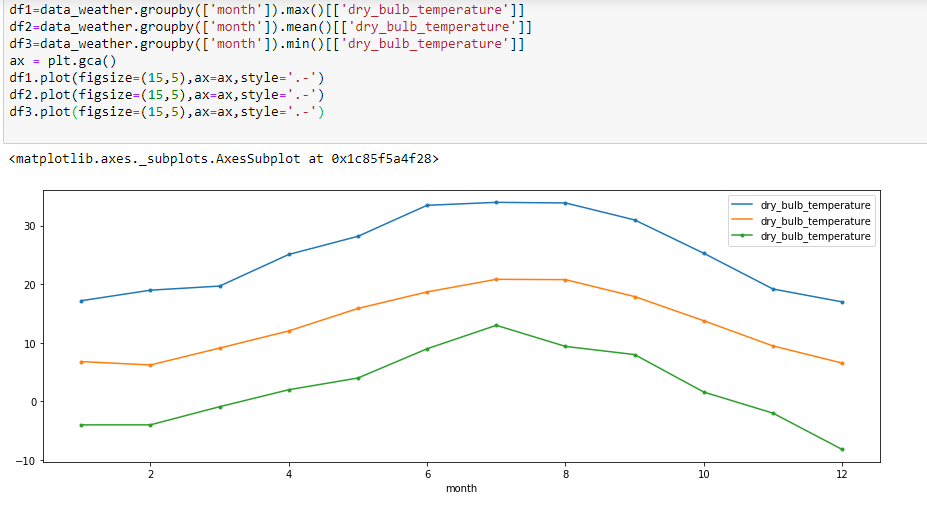 df1=data_weather.groupby(['month']).max()[['dry_bulb_temperature']]
df2=data_weather.groupby(['month']).mean()[['dry_bulb_temperature']]
df3=data_weather.groupby(['month']).min()[['dry_bulb_temperature']]
ax = plt.gca()
df1.plot(figsize=(15,5),ax=ax,style='.-')
df2.plot(figsize=(15,5),ax=ax,style='.-')
df3.plot(figsize=(15,5),ax=ax,style='.-')
<matplotlib.axes._subplots.AxesSubplot at 0x1c85f5a4f28>
dry_bulb_temperature
dry_bulb_temperature
dry_bulb_temperature
30
20
10
0
−10
2 4 6 8 10 12
month